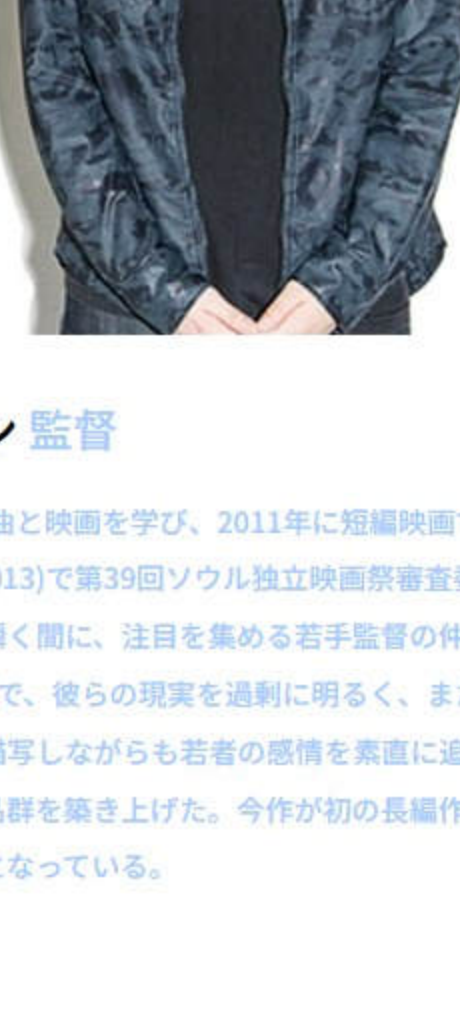 ン 監督
曲と映画を学び、2011年に短編映画
013)で第39回ソウル独立映画祭審査
く間に、注目を集める若手監督の仲
で、彼らの現実を過剰に明るく、ま
描写しながらも若者の感情を素直に追
品群を築き上げた。今作が初の長編作
となっている。